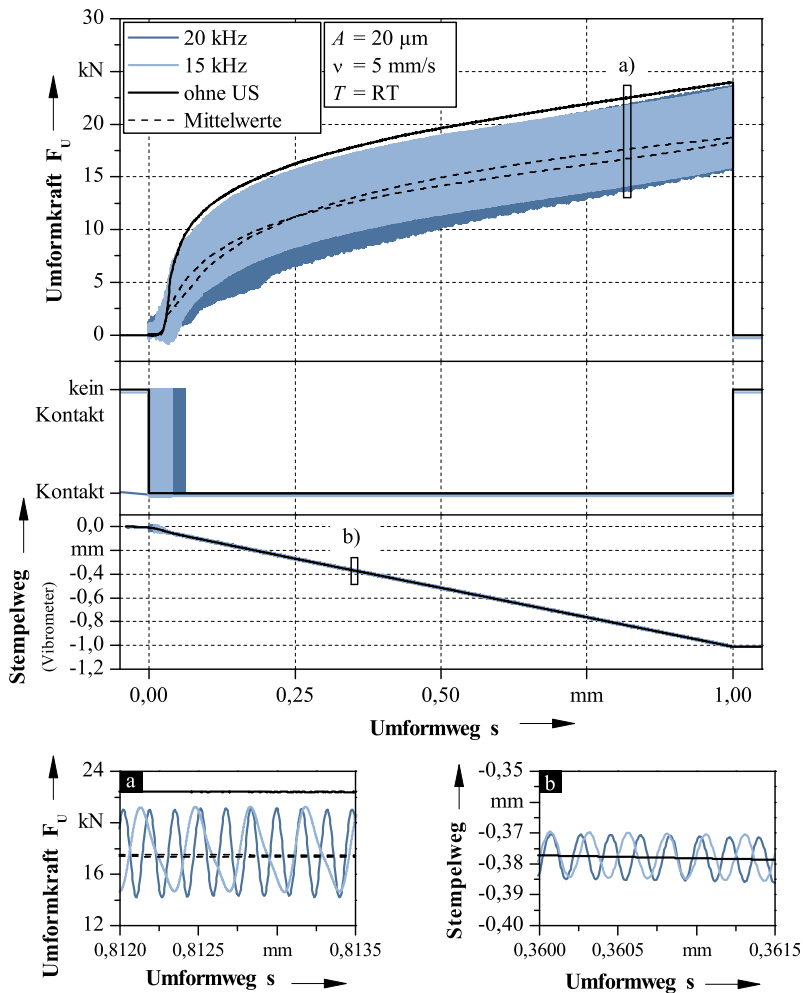 30
kN
20
15
10
5
0
Umformkraft F_U
20 kHz
15 kHz
ohne US
Mittelwerte
A = 20 µm
ν = 5 mm/s
T = RT
a)
kein
Kontakt
Kontakt
0,0
mm
-0,4
-0,6
-0,8
-1,0
-1,2
Stempelweg
(Vibrometer)
b)
0,00 0,25 0,50 mm 1,00
Umformweg s
a
24
kN
16
12
Umformkraft F_U
0,8120 0,8125 mm 0,8135
Umformweg s
b
-0,35
mm
-0,37
-0,38
-0,39
-0,40
Stempelweg
0,3600 0,3605 mm 0,3615
Umformweg s